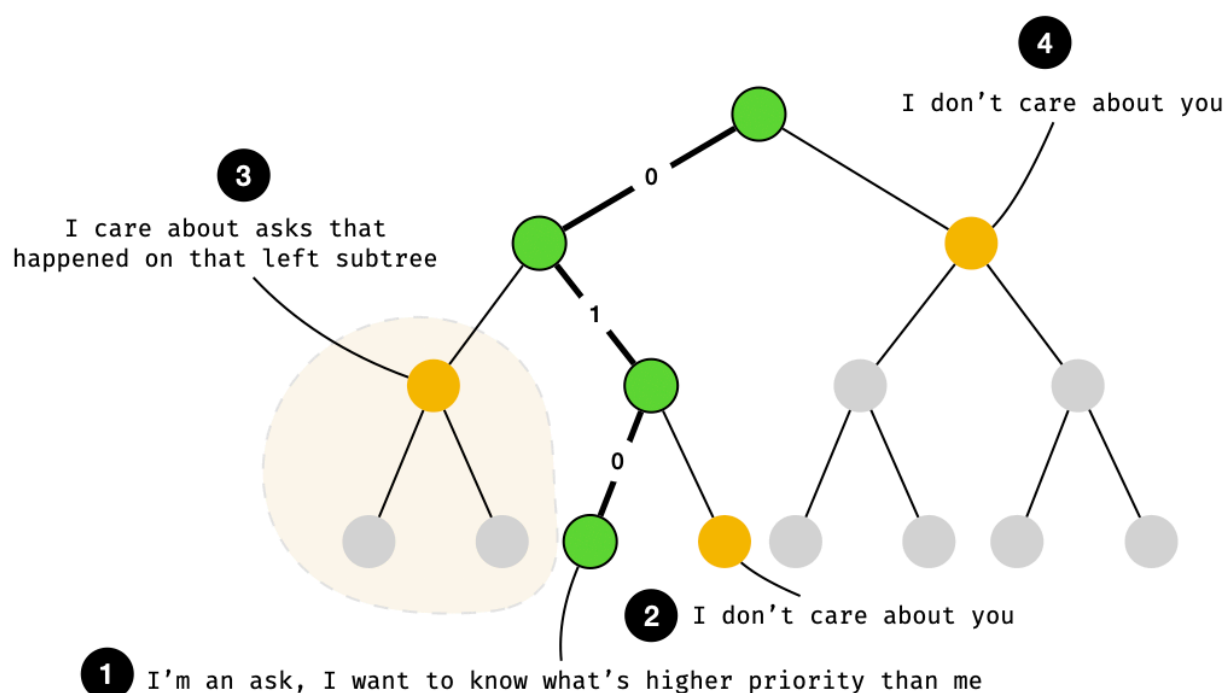 4
I don’t care about you
3
0
I care about asks that
happened on that left subtree
1
0
2
I don’t care about you
1
I’m an ask, I want to know what’s higher priority than me